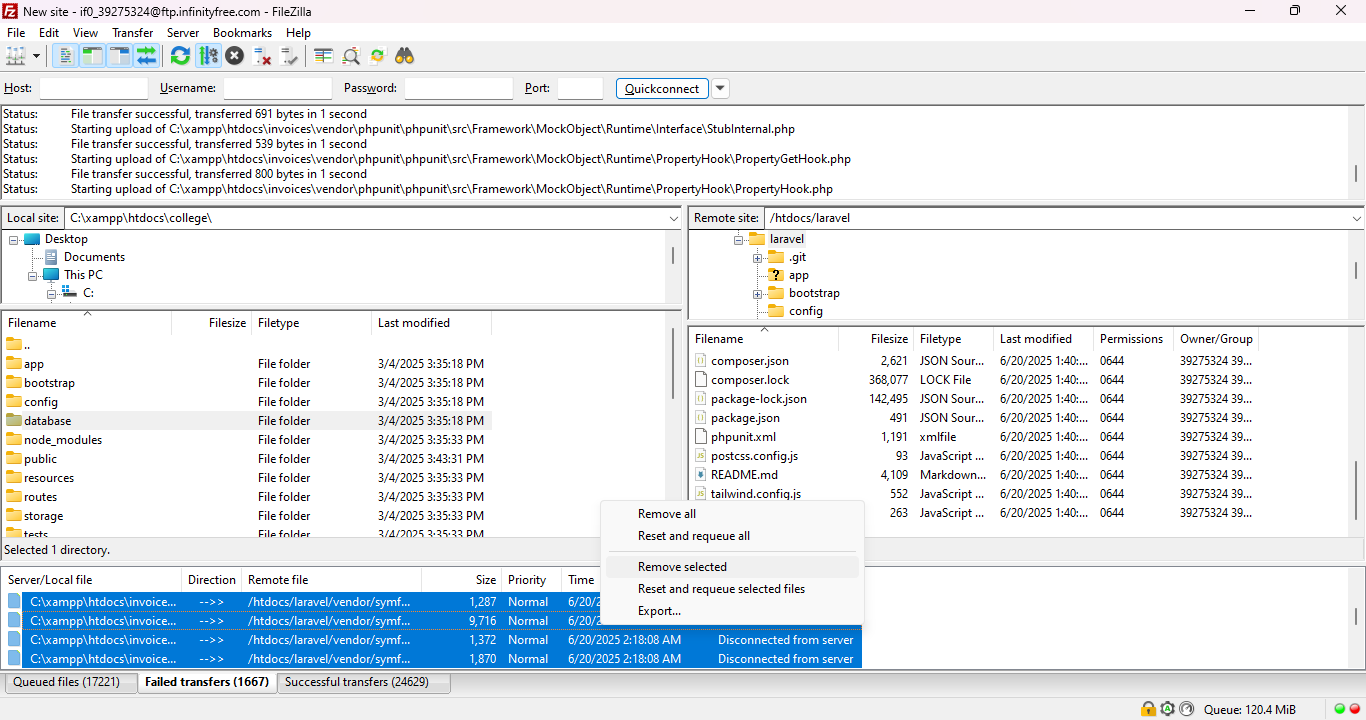 New site - if0_39275324@ftp.infinityfree.com - FileZilla
File Edit View Transfer Server Bookmarks Help
Host: Username: Password: Port: Quickconnect
Status: File transfer successful, transferred 691 bytes in 1 second
Status: Starting upload of C:\xampp\htdocs\invoices\vendor\phpunit\phpunit\src\Framework\MockObject\Runtime\Interface\StubInternal.php
Status: File transfer successful, transferred 539 bytes in 1 second
Status: Starting upload of C:\xampp\htdocs\invoices\vendor\phpunit\phpunit\src\Framework\MockObject\Runtime\PropertyHook\PropertyGetHook.php
Status: File transfer successful, transferred 800 bytes in 1 second
Status: Starting upload of C:\xampp\htdocs\invoices\vendor\phpunit\phpunit\src\Framework\MockObject\Runtime\PropertyHook\PropertyHook.php
Local site: C:\xampp\htdocs\college\
Desktop
Documents
This PC
C:
Filename Filesize Filetype Last modified
..
app File folder 3/4/2025 3:35:18 PM
bootstrap File folder 3/4/2025 3:35:18 PM
config File folder 3/4/2025 3:35:18 PM
database File folder 3/4/2025 3:35:18 PM
node_modules File folder 3/4/2025 3:35:33 PM
public File folder 3/4/2025 3:43:31 PM
resources File folder 3/4/2025 3:35:33 PM
routes File folder 3/4/2025 3:35:33 PM
storage File folder 3/4/2025 3:35:33 PM
tests File folder 3/4/2025 3:35:33 PM
Selected 1 directory.
Remote site: /htdocs/laravel
laravel
.git
? app
bootstrap
config
Filename Filesize Filetype Last modified Permissions Owner/Group
composer.json 2,621 JSON Sour... 6/20/2025 1:40:... 0644 39275324 39...
composer.lock 368,077 LOCK File 6/20/2025 1:40:... 0644 39275324 39...
package-lock.json 142,495 JSON Sour... 6/20/2025 1:40:... 0644 39275324 39...
package.json 491 JSON Sour... 6/20/2025 1:40:... 0644 39275324 39...
phpunit.xml 1,191 xmlfile 6/20/2025 1:40:... 0644 39275324 39...
postcss.config.js 93 JavaScript ... 6/20/2025 1:40:... 0644 39275324 39...
README.md 4,109 Markdown... 6/20/2025 1:40:... 0644 39275324 39...
tailwind.config.js 552 JavaScript ... 6/20/2025 1:40:... 0644 39275324 39...
263 JavaScript ... 6/20/2025 1:40:... 0644 39275324 39...
Remove all
Reset and requeue all
Remove selected
Reset and requeue selected files
Export...
Server/Local file Direction Remote file Size Priority Time
C:\xampp\htdocs\invoice... -->> /htdocs/laravel/vendor/symf... 1,287 Normal 6/20/2
C:\xampp\htdocs\invoice... -->> /htdocs/laravel/vendor/symf... 9,716 Normal 6/20/2
C:\xampp\htdocs\invoice... -->> /htdocs/laravel/vendor/symf... 1,372 Normal 6/20/2025 2:18:08 AM Disconnected from server
C:\xampp\htdocs\invoice... -->> /htdocs/laravel/vendor/symf... 1,870 Normal 6/20/2025 2:18:08 AM Disconnected from server
Queued files (17221) Failed transfers (1667) Successful transfers (24629)
Queue: 120.4 MiB